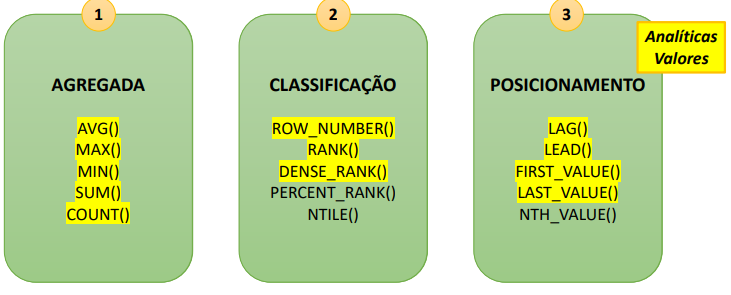 1
AGREGADA
AVG()
MAX()
MIN()
SUM()
COUNT()
2
CLASSIFICAÇÃO
ROW_NUMBER()
RANK()
DENSE_RANK()
PERCENT_RANK()
NTILE()
3
Analíticas
Valores
POSICIONAMENTO
LAG()
LEAD()
FIRST_VALUE()
LAST_VALUE()
NTH_VALUE()